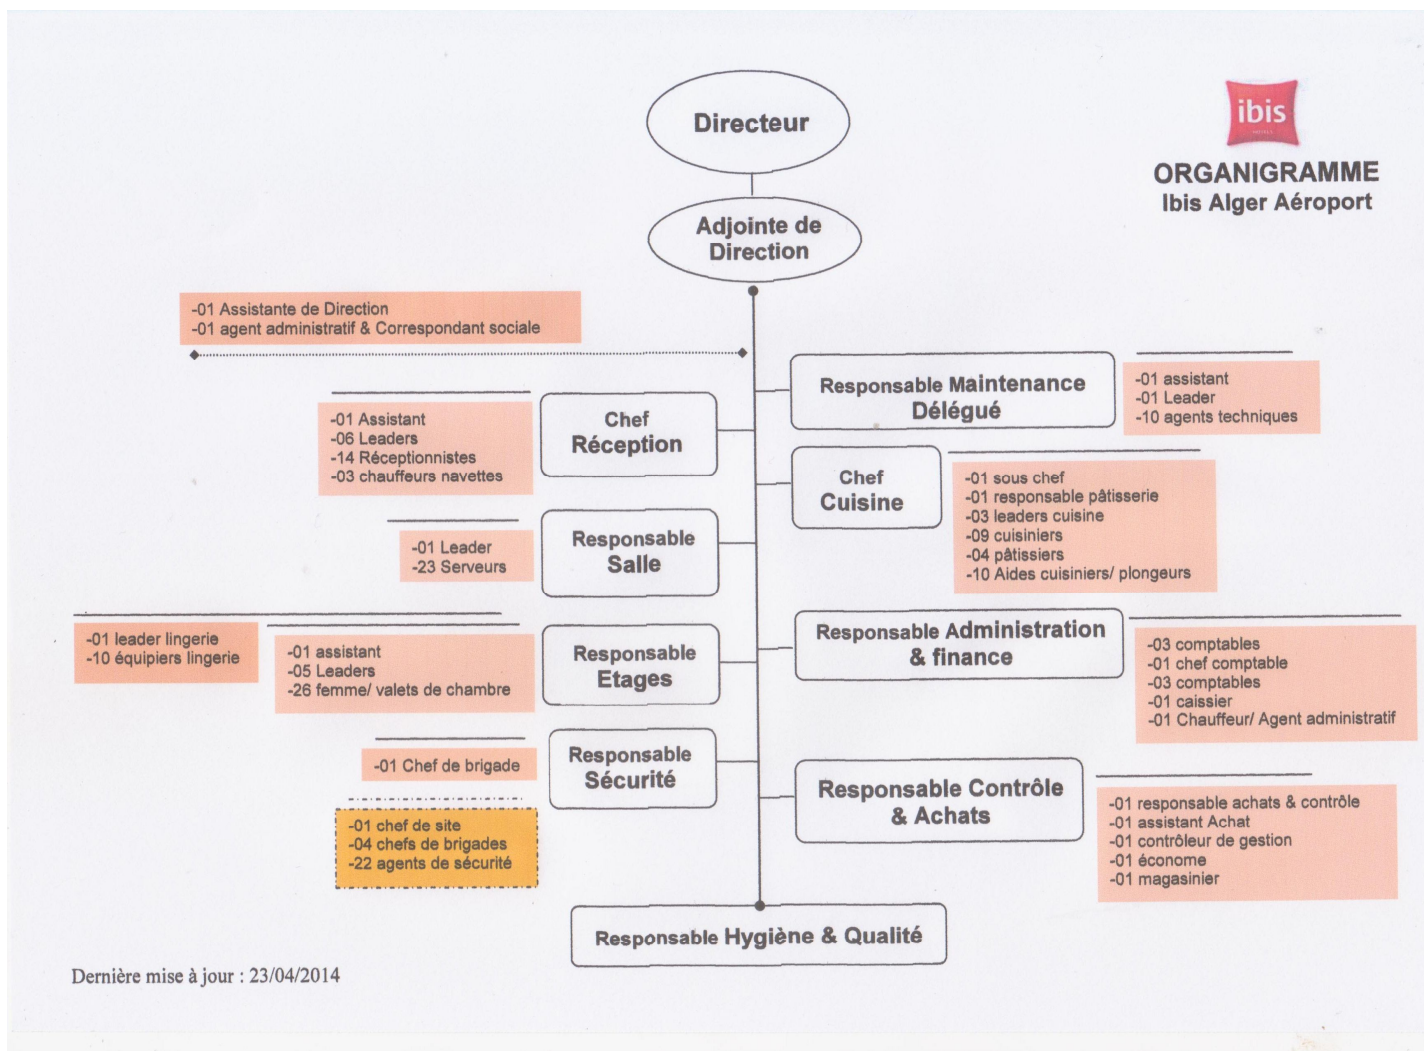 Directeur
ibis
HOTELS
ORGANIGRAMME
Ibis Alger Aéroport
Adjointe de
Direction
-01 Assistante de Direction
-01 agent administratif & Correspondant sociale
Responsable Maintenance
Délégué
-01 assistant
-01 Leader
-10 agents techniques
Chef
Réception
-01 Assistant
-06 Leaders
-14 Réceptionnistes
-03 chauffeurs navettes
Chef
Cuisine
-01 sous chef
-01 responsable pâtisserie
-03 leaders cuisine
-09 cuisiniers
-04 pâtissiers
-10 Aides cuisiniers/ plongeurs
Responsable
Salle
-01 Leader
-23 Serveurs
Responsable Administration
& finance
-03 comptables
-01 chef comptable
-03 comptables
-01 caissier
-01 Chauffeur/ Agent administratif
-01 leader lingerie
-10 équipiers lingerie
-01 assistant
-05 Leaders
-26 femme/ valets de chambre
Responsable
Etages
Responsable
Sécurité
-01 Chef de brigade
-01 chef de site
-04 chefs de brigades
-22 agents de sécurité
Responsable Contrôle
& Achats
-01 responsable achats & contrôle
-01 assistant Achat
-01 contrôleur de gestion
-01 économe
-01 magasinier
Responsable Hygiène & Qualité
Dernière mise à jour : 23/04/2014